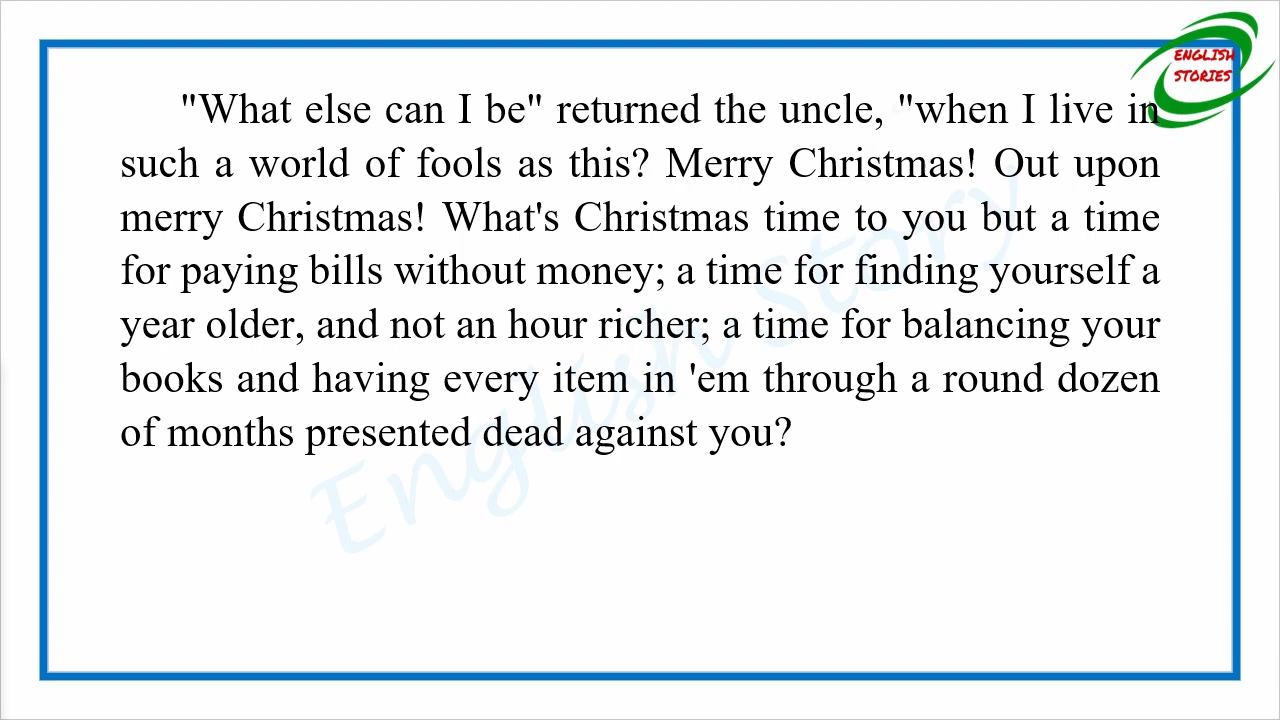 ENGLISH
STORIES
"What else can I be" returned the uncle, "when I live in
such a world of fools as this? Merry Christmas! Out upon
merry Christmas! What's Christmas time to you but a time
for paying bills without money; a time for finding yourself a
year older, and not an hour richer; a time for balancing your
books and having every item in 'em through a round dozen
of months presented dead against you?
English Story